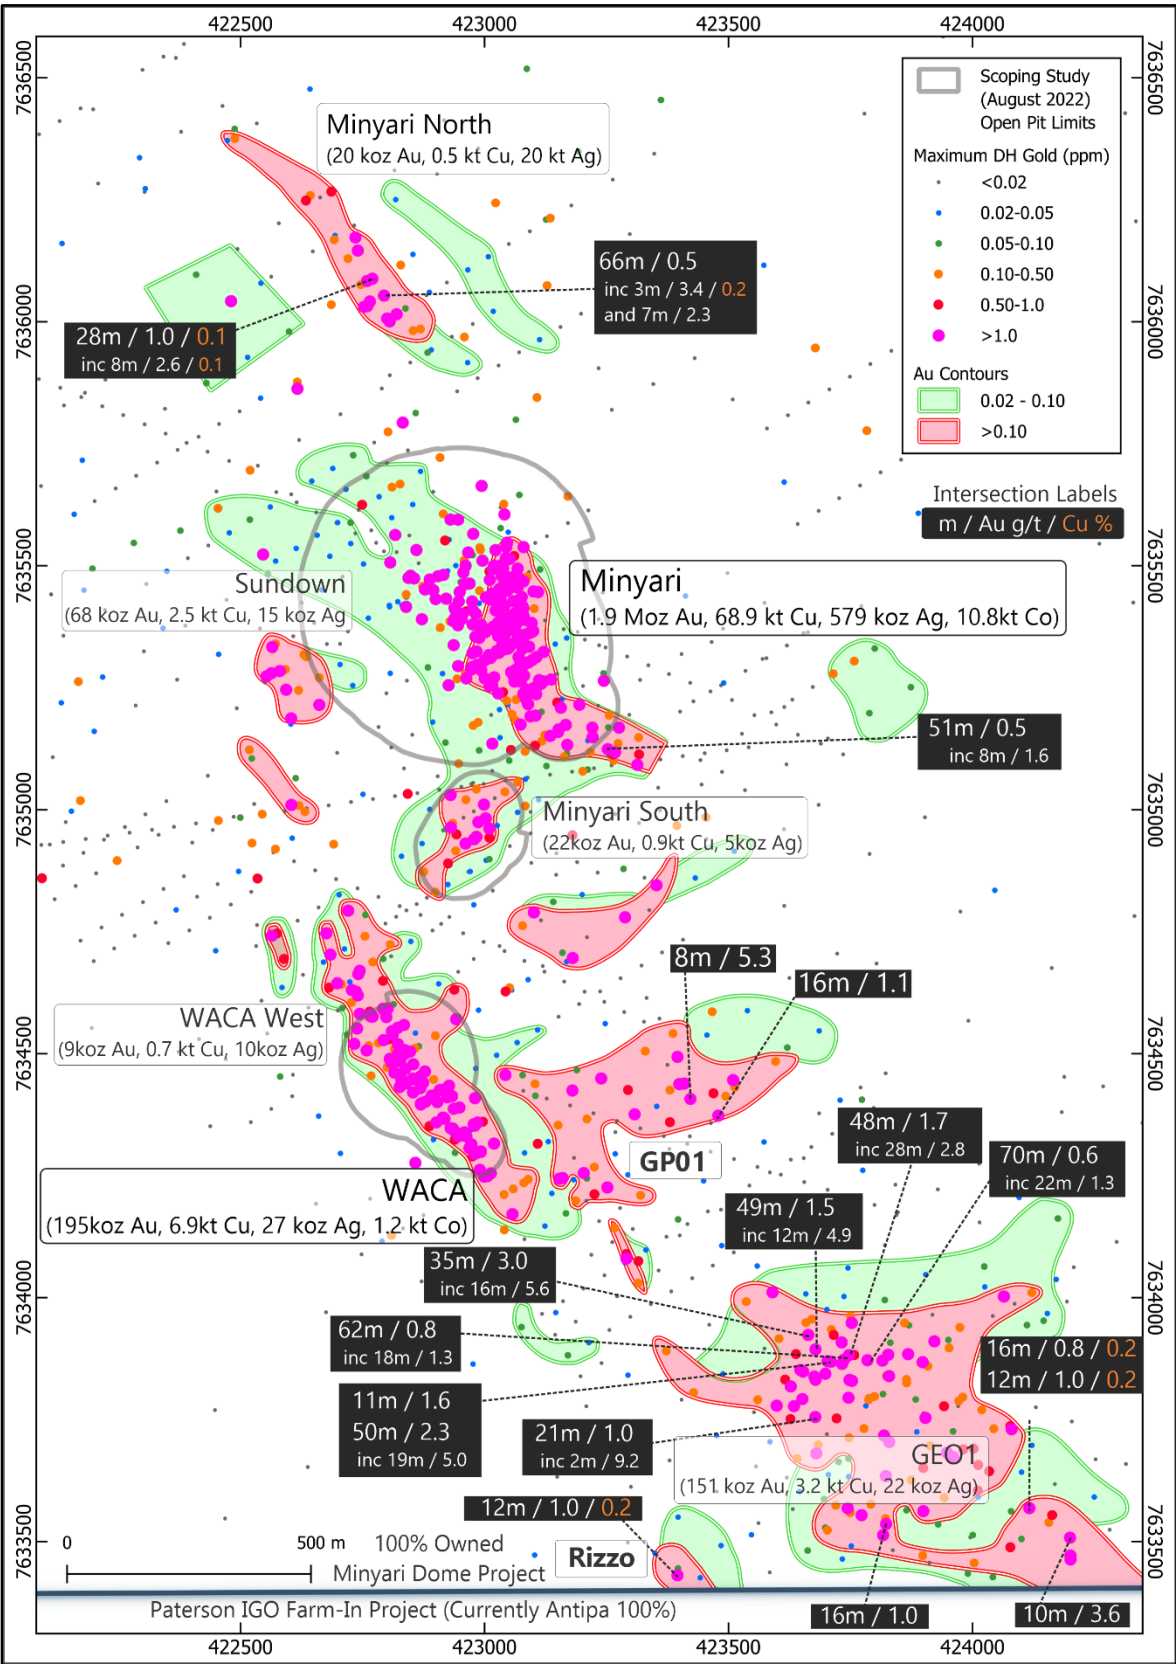 422500 423000 423500 424000
7636500
7636000
7635500
7635000
7634500
7634000
7633500
7636500
7636000
7635500
7635000
7634500
7634000
7633500
Scoping Study
(August 2022)
Open Pit Limits
Maximum DH Gold (ppm)
<0.02
0.02-0.05
0.05-0.10
0.10-0.50
0.50-1.0
>1.0
Au Contours
0.02 - 0.10
>0.10
Intersection Labels
m / Au g/t / Cu %
Minyari North
(20 koz Au, 0.5 kt Cu, 20 kt Ag)
66m / 0.5
inc 3m / 3.4 / 0.2
and 7m / 2.3
28m / 1.0 / 0.1
inc 8m / 2.6 / 0.1
Sundown
(68 koz Au, 2.5 kt Cu, 15 koz Ag
Minyari
(1.9 Moz Au, 68.9 kt Cu, 579 koz Ag, 10.8kt Co)
51m / 0.5
inc 8m / 1.6
Minyari South
(22koz Au, 0.9kt Cu, 5koz Ag)
8m / 5.3
16m / 1.1
WACA West
(9koz Au, 0.7 kt Cu, 10koz Ag)
GP01
48m / 1.7
inc 28m / 2.8
70m / 0.6
inc 22m / 1.3
WACA
(195koz Au, 6.9kt Cu, 27 koz Ag, 1.2 kt Co)
49m / 1.5
inc 12m / 4.9
35m / 3.0
inc 16m / 5.6
62m / 0.8
inc 18m / 1.3
16m / 0.8 / 0.2
12m / 1.0 / 0.2
11m / 1.6
50m / 2.3
inc 19m / 5.0
21m / 1.0
inc 2m / 9.2
GEO1
(151 koz Au, 3.2 kt Cu, 22 koz Ag)
12m / 1.0 / 0.2
Rizzo
0 500 m
100% Owned
Minyari Dome Project
Paterson IGO Farm-In Project (Currently Antipa 100%)
16m / 1.0
10m / 3.6
422500 423000 423500 424000